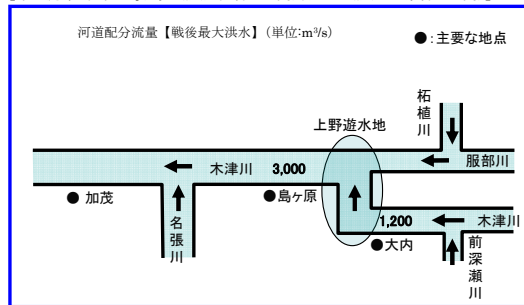 河道配分流量【戦後最大洪水】(単位:m³/s)
●:主要な地点
柘植川
上野遊水地
服部川
木津川 3,000
●加茂
●島ヶ原
名張川
1,200 木津川
●大内
前深瀬川